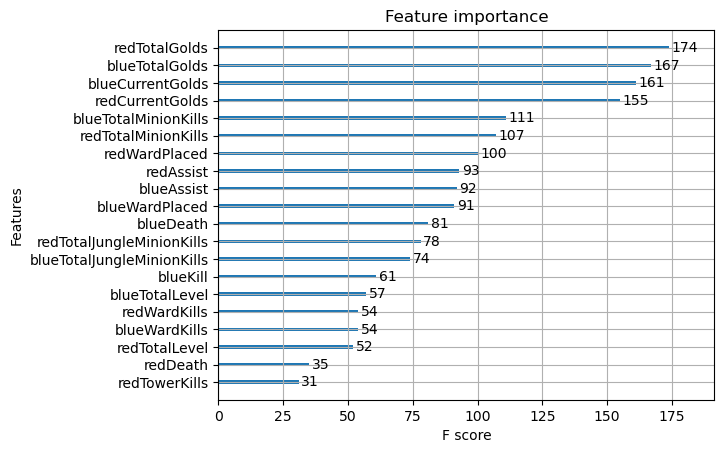 Feature importance
Features
redTotalGolds 174
blueTotalGolds 167
blueCurrentGolds 161
redCurrentGolds 155
blueTotalMinionKills 111
redTotalMinionKills 107
redWardPlaced 100
redAssist 93
blueAssist 92
blueWardPlaced 91
blueDeath 81
redTotalJungleMinionKills 78
blueTotalJungleMinionKills 74
blueKill 61
blueTotalLevel 57
redWardKills 54
blueWardKills 54
redTotalLevel 52
redDeath 35
redTowerKills 31
0 25 50 75 100 125 150 175
F score